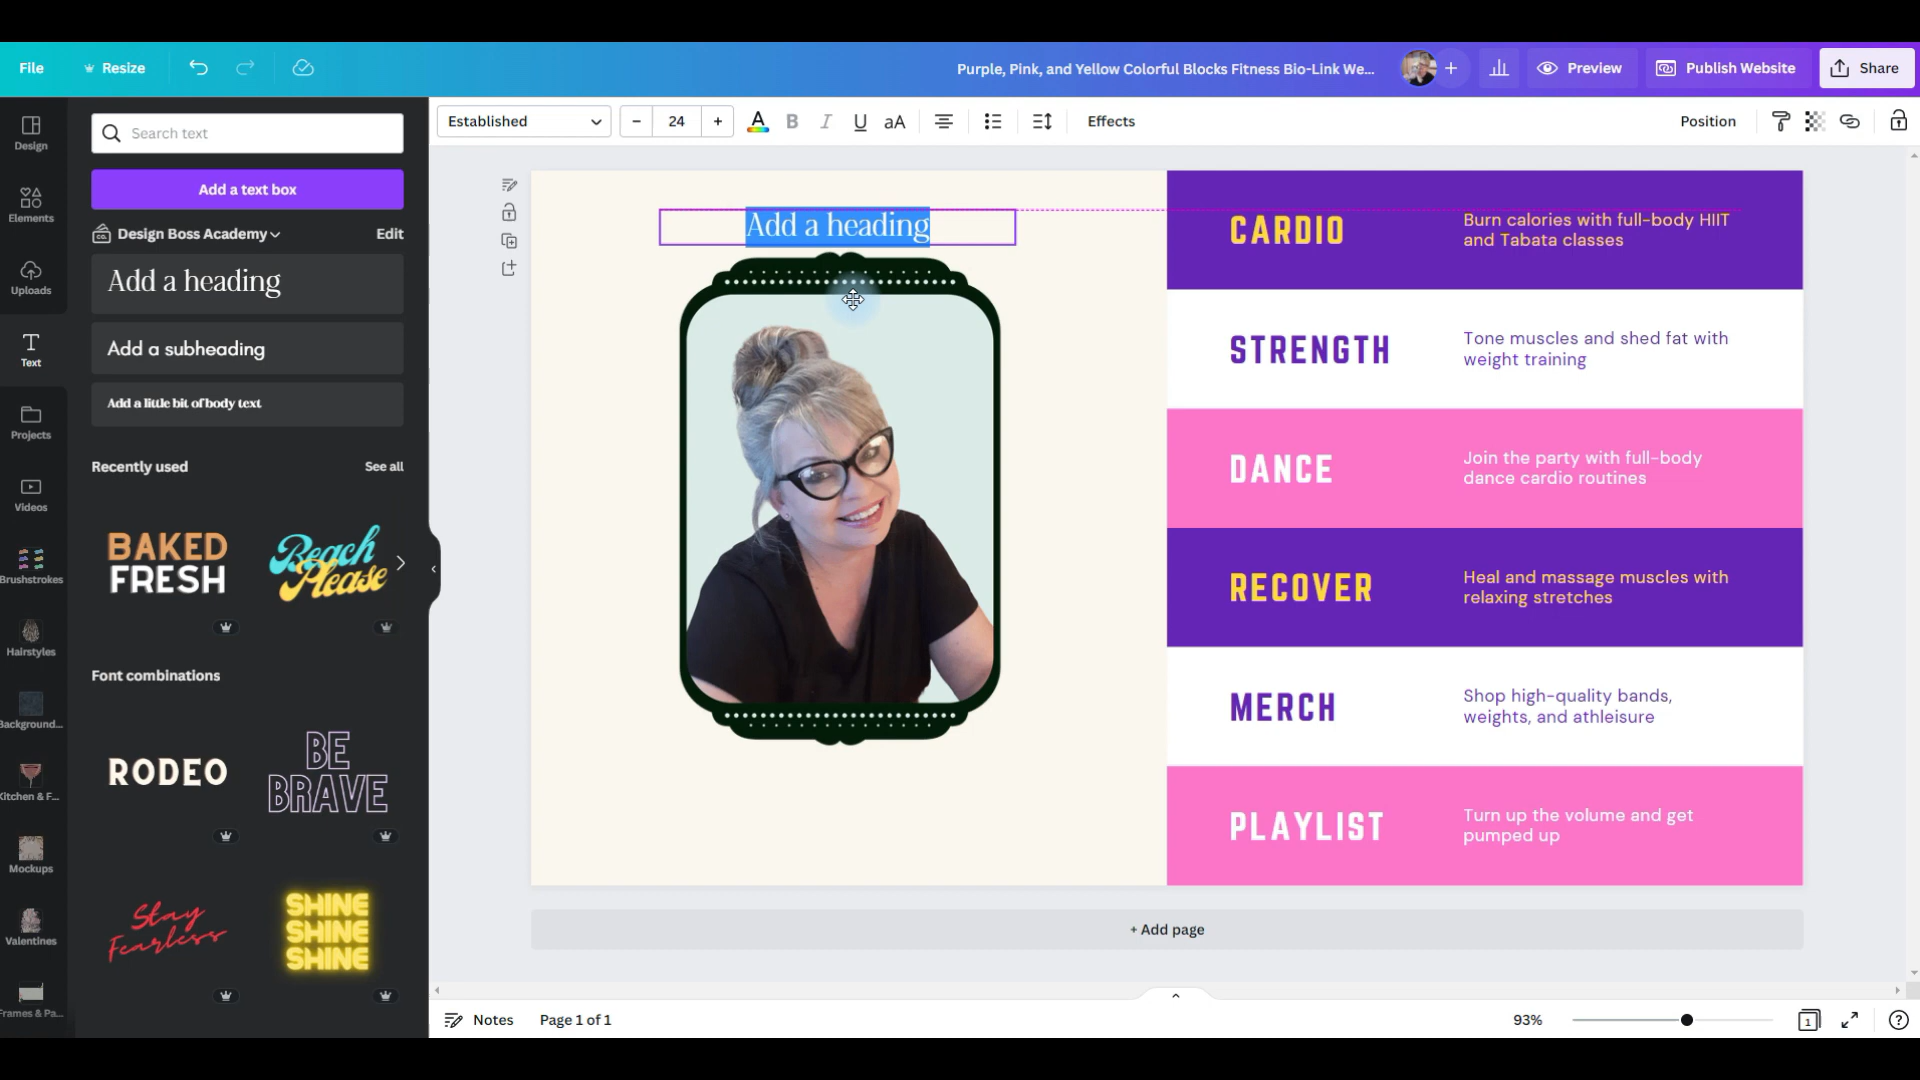 File
Resize
Purple, Pink, and Yellow Colorful Blocks Fitness Bio-Link We...
Preview
Publish Website
Share
Established
24
A
B
I
U
aA
Effects
Position
Design
Elements
Uploads
T
Text
Projects
Videos
Brushstrokes
Hairstyles
Background...
Kitchen & F...
Mockups
Valentines
Frames & Pa...
Search text
Add a text box
Design Boss Academy
Edit
Add a heading
Add a subheading
Add a little bit of body text
Recently used
See all
BAKED
FRESH
Beach
Please
Font combinations
RODEO
BE
BRAVE
Stay
Fearless
SHINE
SHINE
SHINE
Add a heading
CARDIO
Burn calories with full-body HIIT
and Tabata classes
STRENGTH
Tone muscles and shed fat with
weight training
DANCE
Join the party with full-body
dance cardio routines
RECOVER
Heal and massage muscles with
relaxing stretches
MERCH
Shop high-quality bands,
weights, and athleisure
PLAYLIST
Turn up the volume and get
pumped up
+ Add page
Notes
Page 1 of 1
93%
1
?